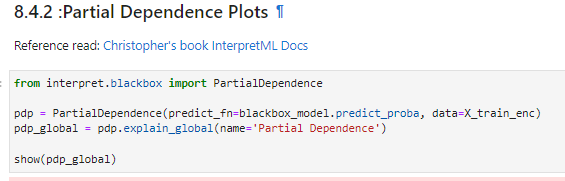 8.4.2 :Partial Dependence Plots ¶
Reference read: Christopher's book InterpretML Docs
from interpret.blackbox import PartialDependence
pdp = PartialDependence(predict_fn=blackbox_model.predict_proba, data=X_train_enc)
pdp_global = pdp.explain_global(name='Partial Dependence')
show(pdp_global)